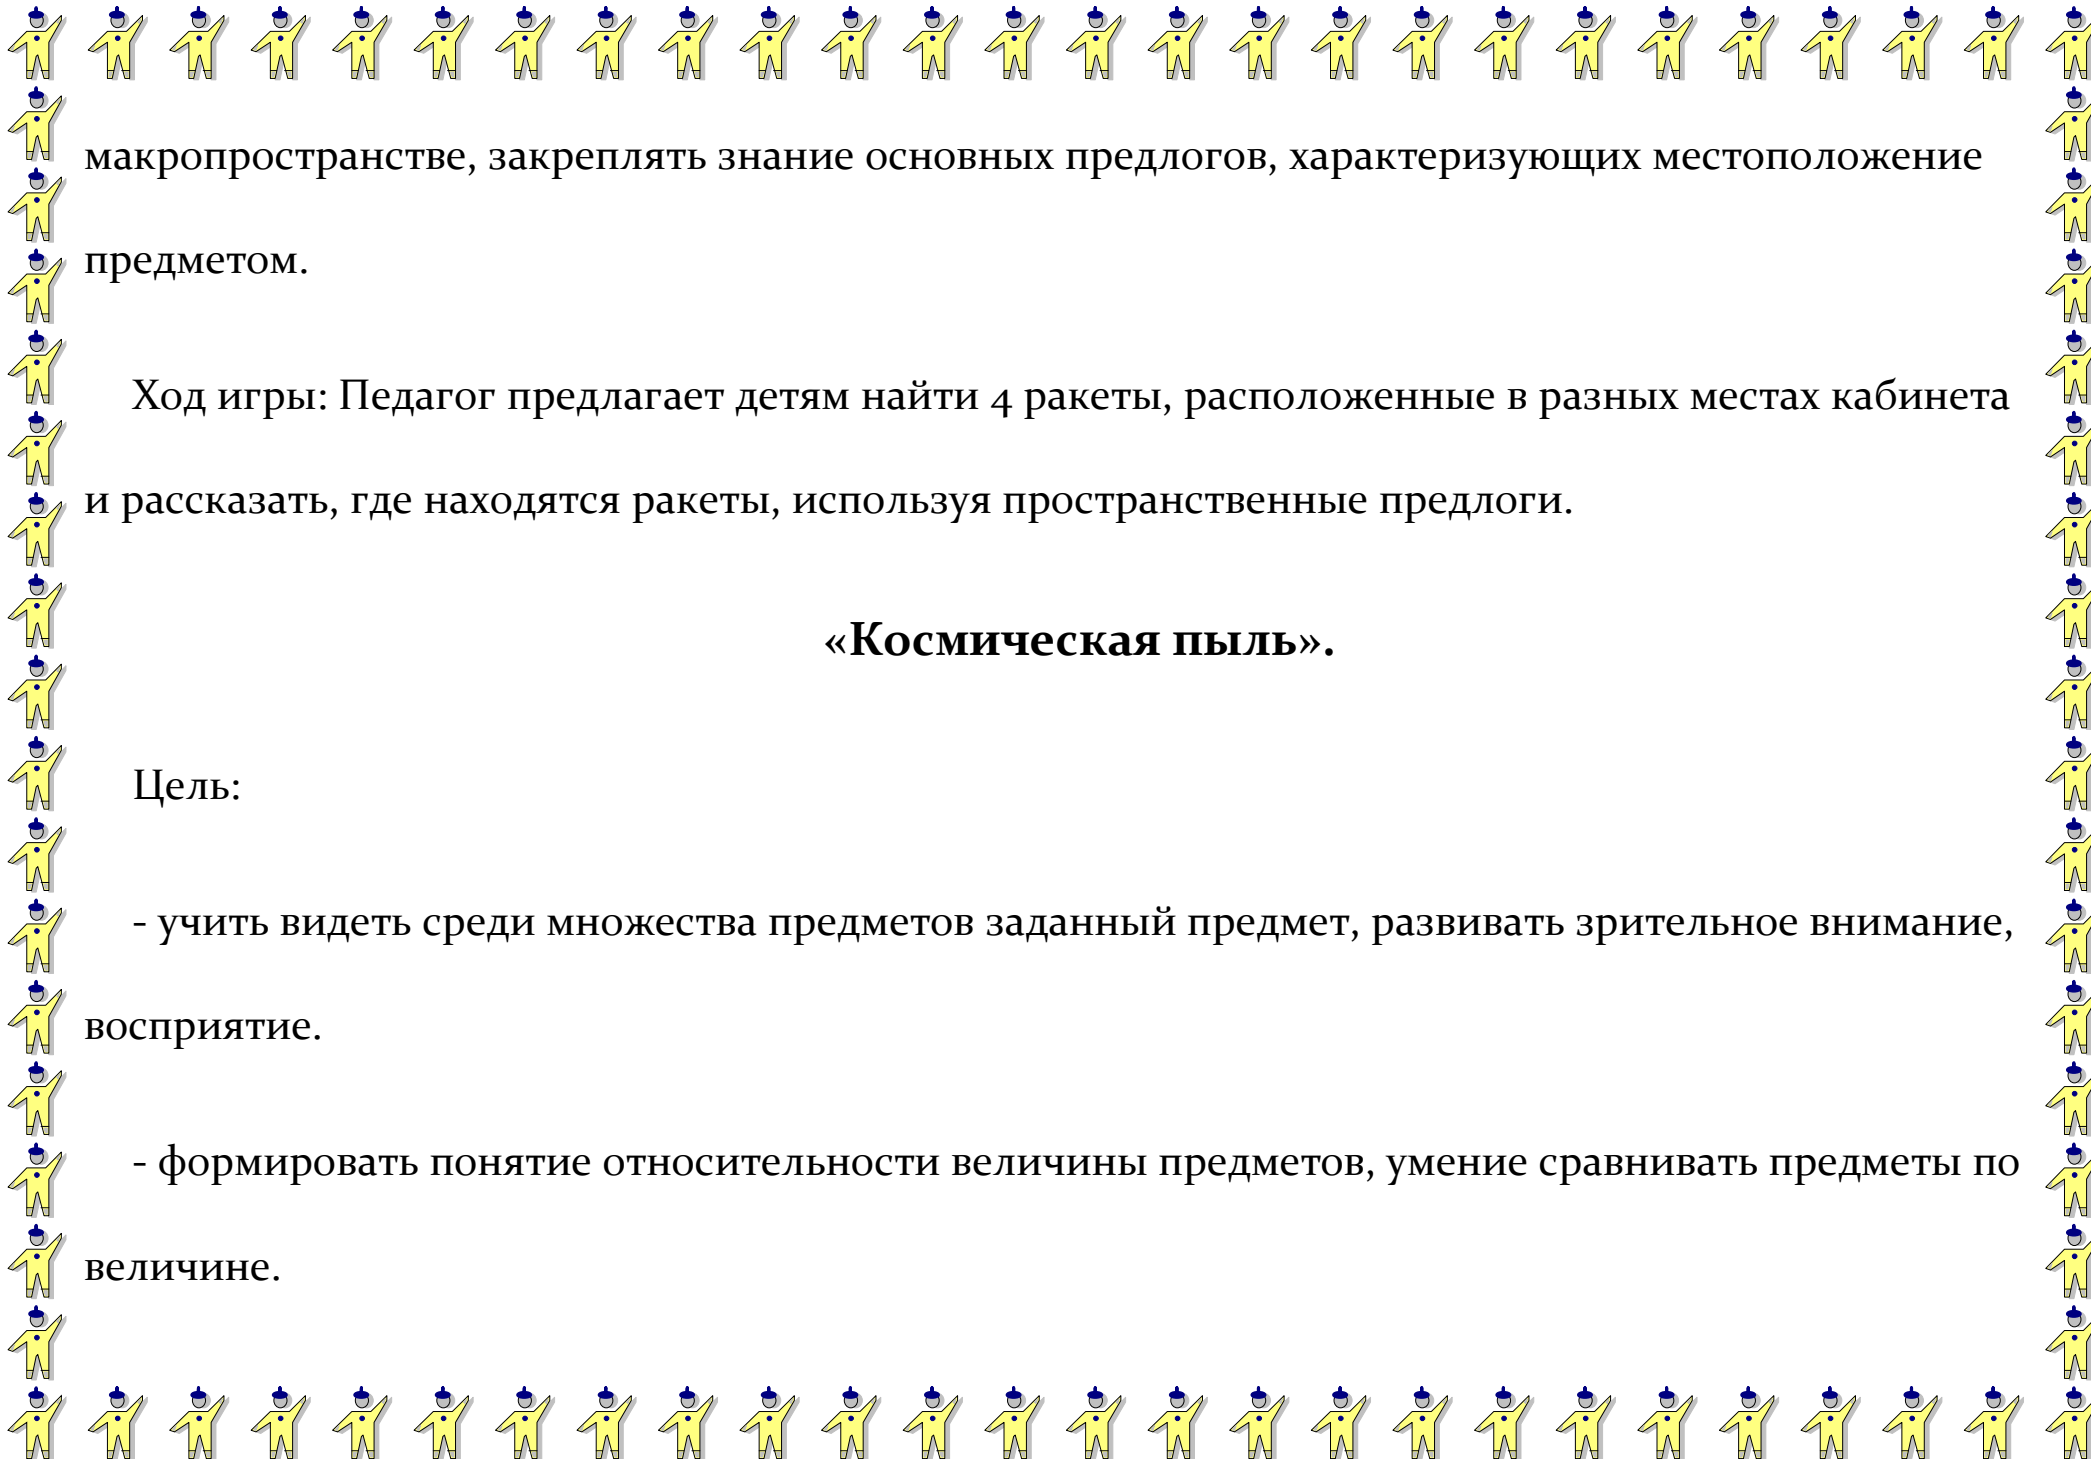 макропространстве, закреплять знание основных предлогов, характеризующих местоположение
предметом.
Ход игры: Педагог предлагает детям найти 4 ракеты, расположенные в разных местах кабинета
и рассказать, где находятся ракеты, используя пространственные предлоги.
«Космическая пыль».
Цель:
- учить видеть среди множества предметов заданный предмет, развивать зрительное внимание,
восприятие.
- формировать понятие относительности величины предметов, умение сравнивать предметы по
величине.